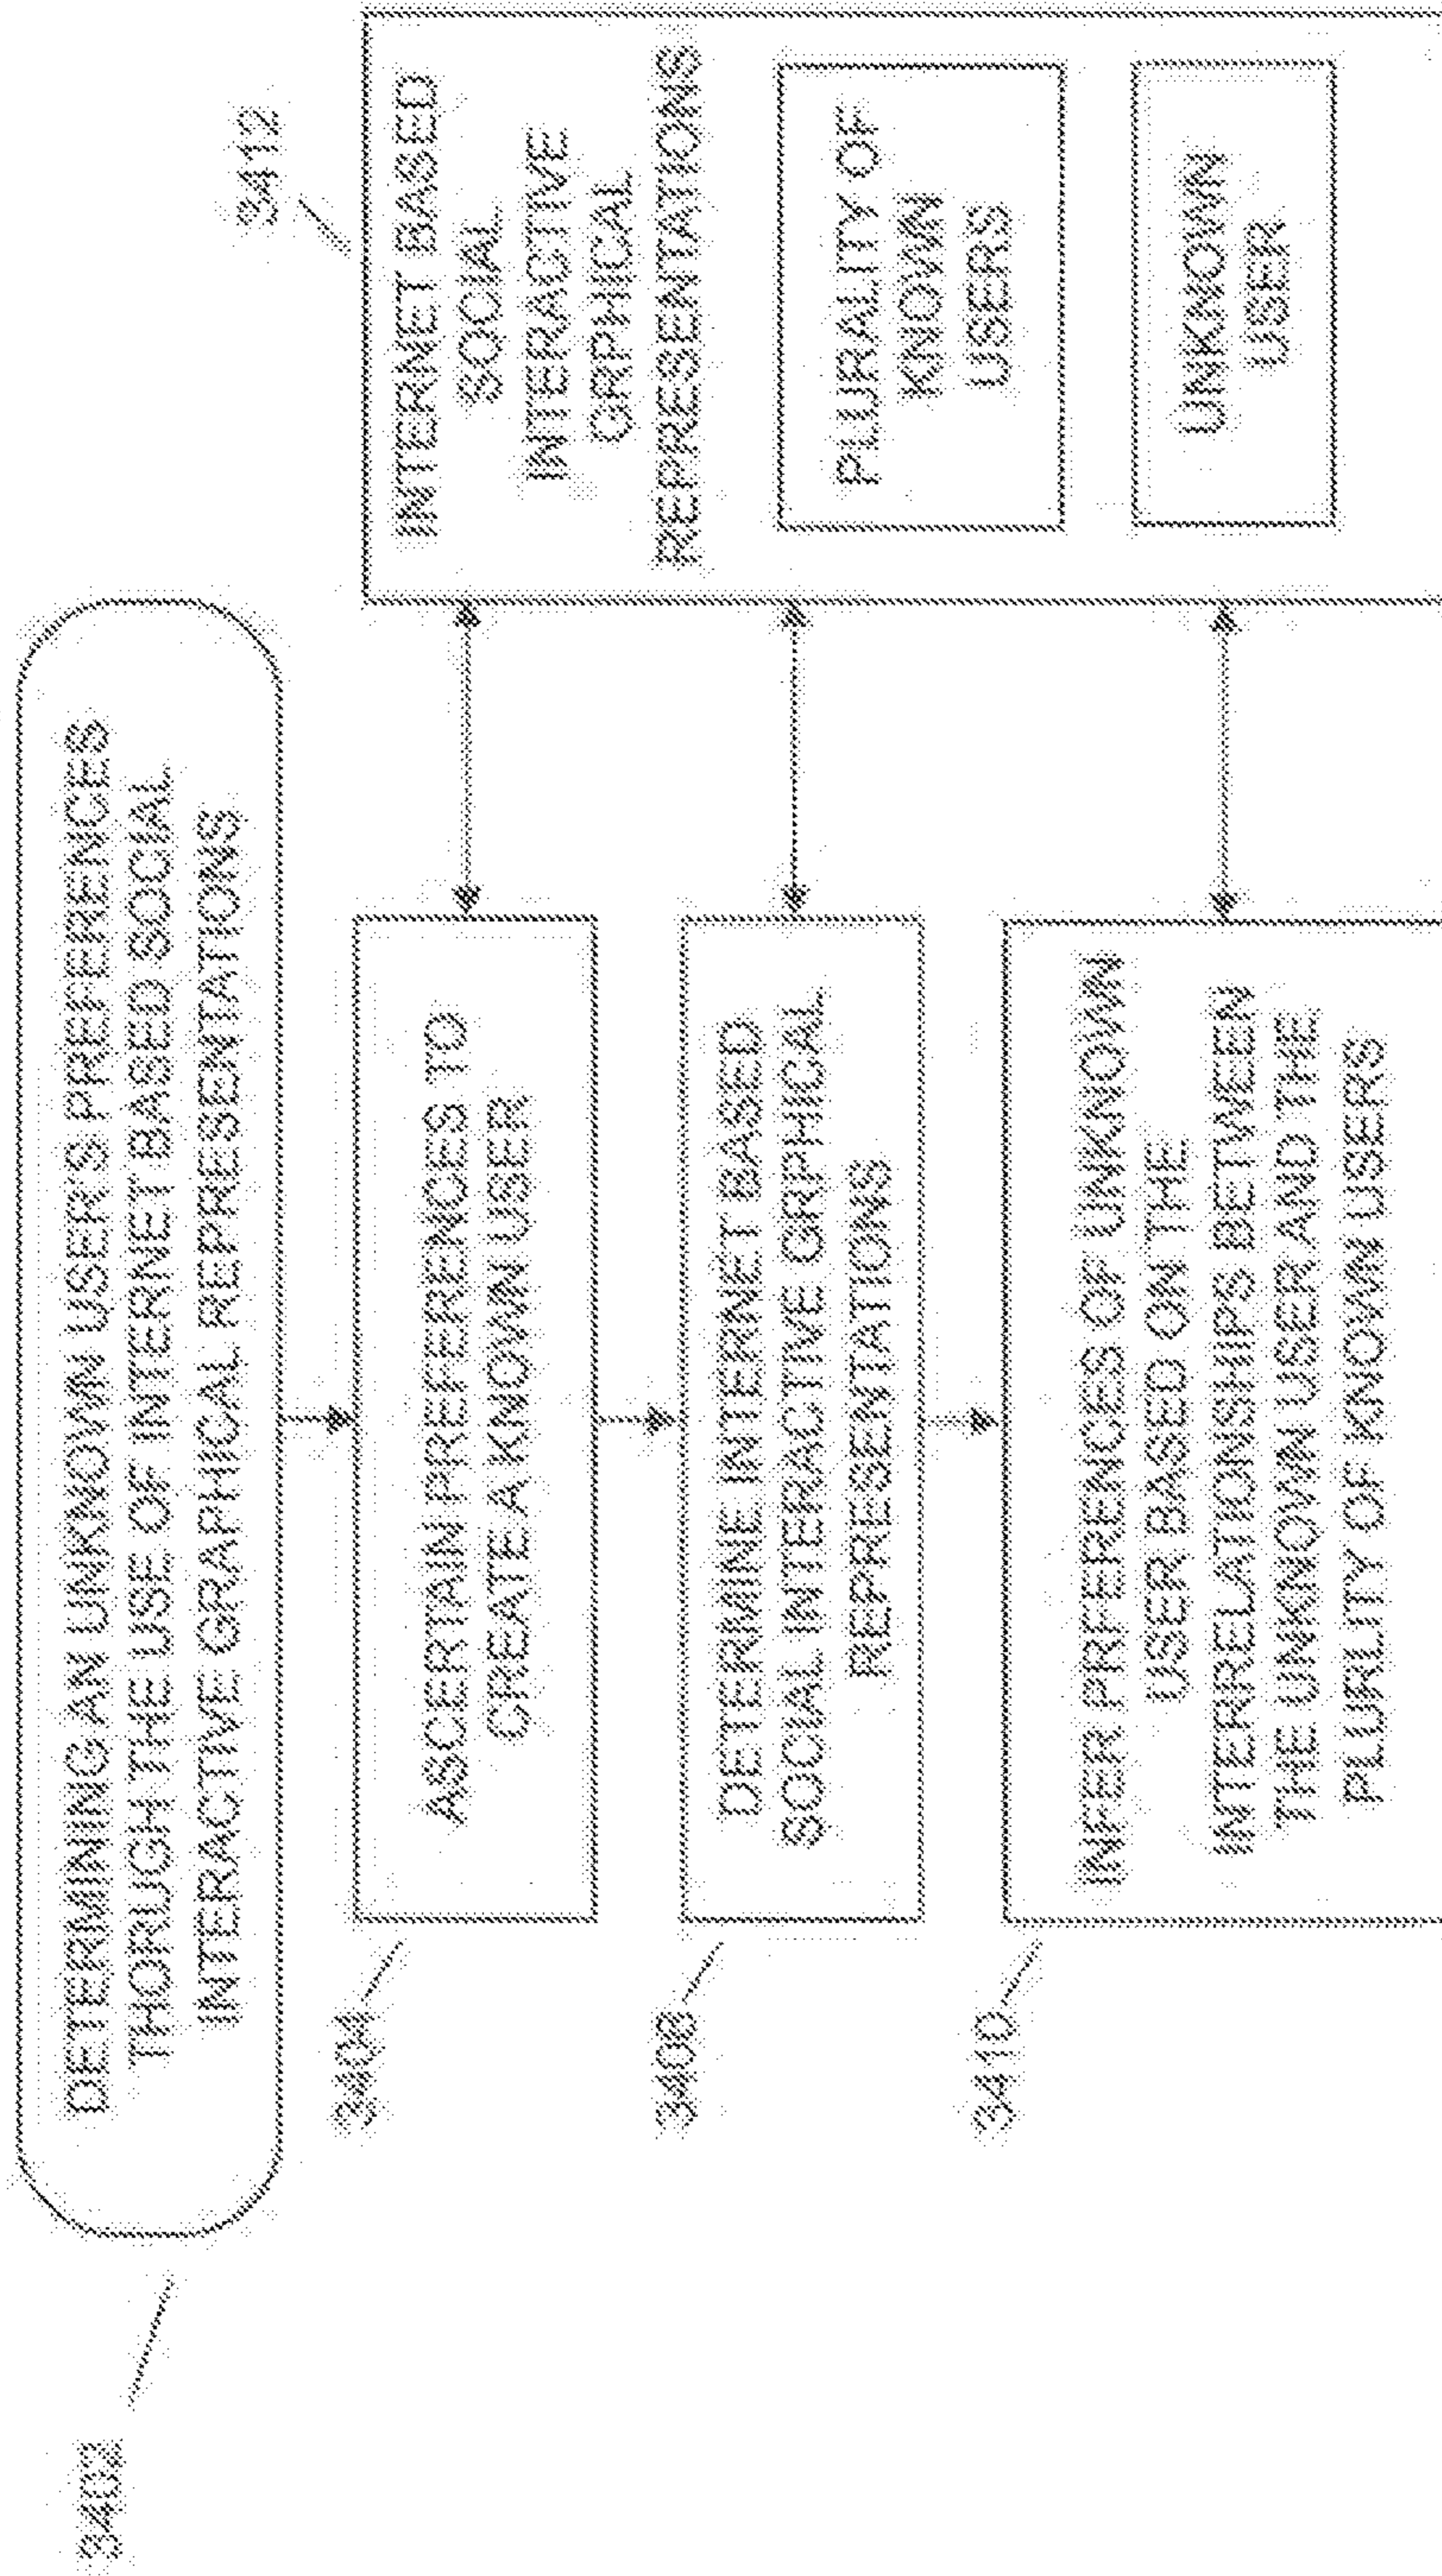 3402
DETERMINING AN UNKNOWN USER'S PREFERENCES
THORUGH THE USE OF INTERNET BASED SOCIAL
INTERACTIVE GRAPHICAL REPRESENTATIONS
3404
ASCERTAIN PREFERENCES TO
CREATE A KNOWN USER
3408
DETERMINE INTERNET BASED
SOCIAL INTERACTIVE GRPHICAL
REPRESENTATIONS
3410
INFER PRFERENCES OF UNKNOWN
USER BASED ON THE
INTERRELATIONSHIPS BETWEEN
THE UNKNOWN USER AND THE
PLURLITY OF KNOWN USERS
3412
INTERNET BASED
SOCIAL
INTERACTIVE
GRPHICAL
REPRESENTATIONS
PLURALITY OF
KNOWN
USERS
UNKNOWN
USER